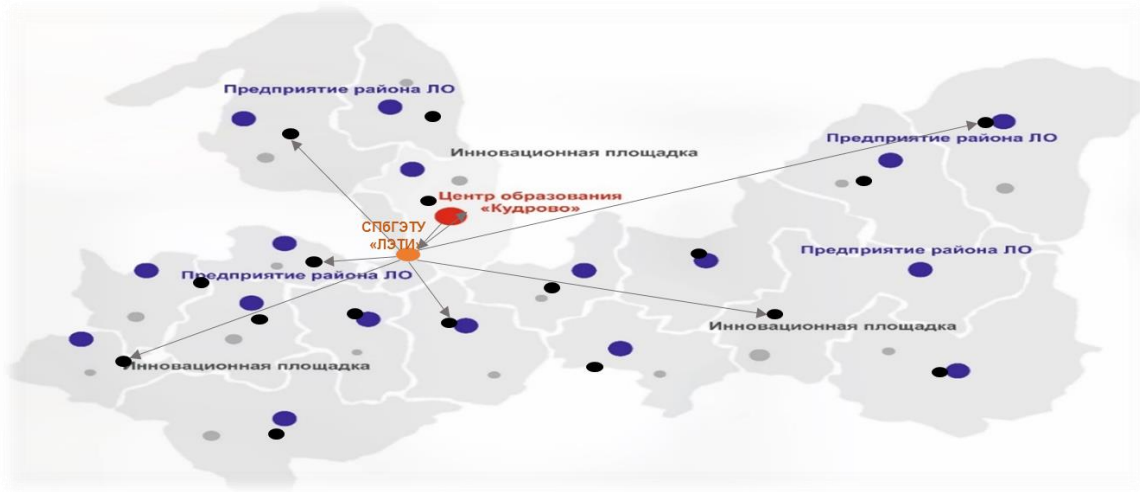 Предприятие района ЛО
Предприятие района ЛО
Инновационная площадка
Центр образования
«Кудрово»
СПбГЭТУ
«ЛЭТИ»
Предприятие района ЛО
Предприятие района ЛО
Инновационная площадка
Инновационная площадка